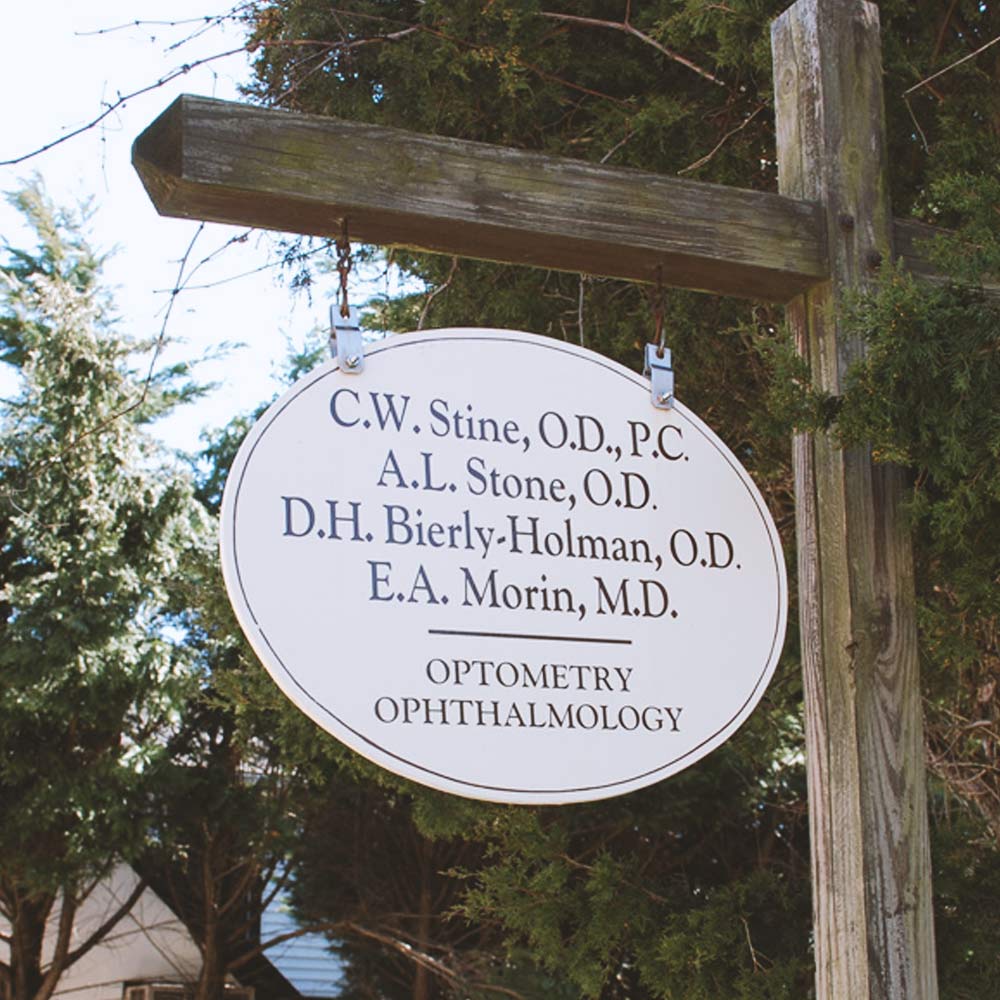 C.W. Stine, O.D., P.C.
A.L. Stone, O.D.
D.H. Bierly-Holman, O.D.
E.A. Morin, M.D.
OPTOMETRY
OPHTHALMOLOGY